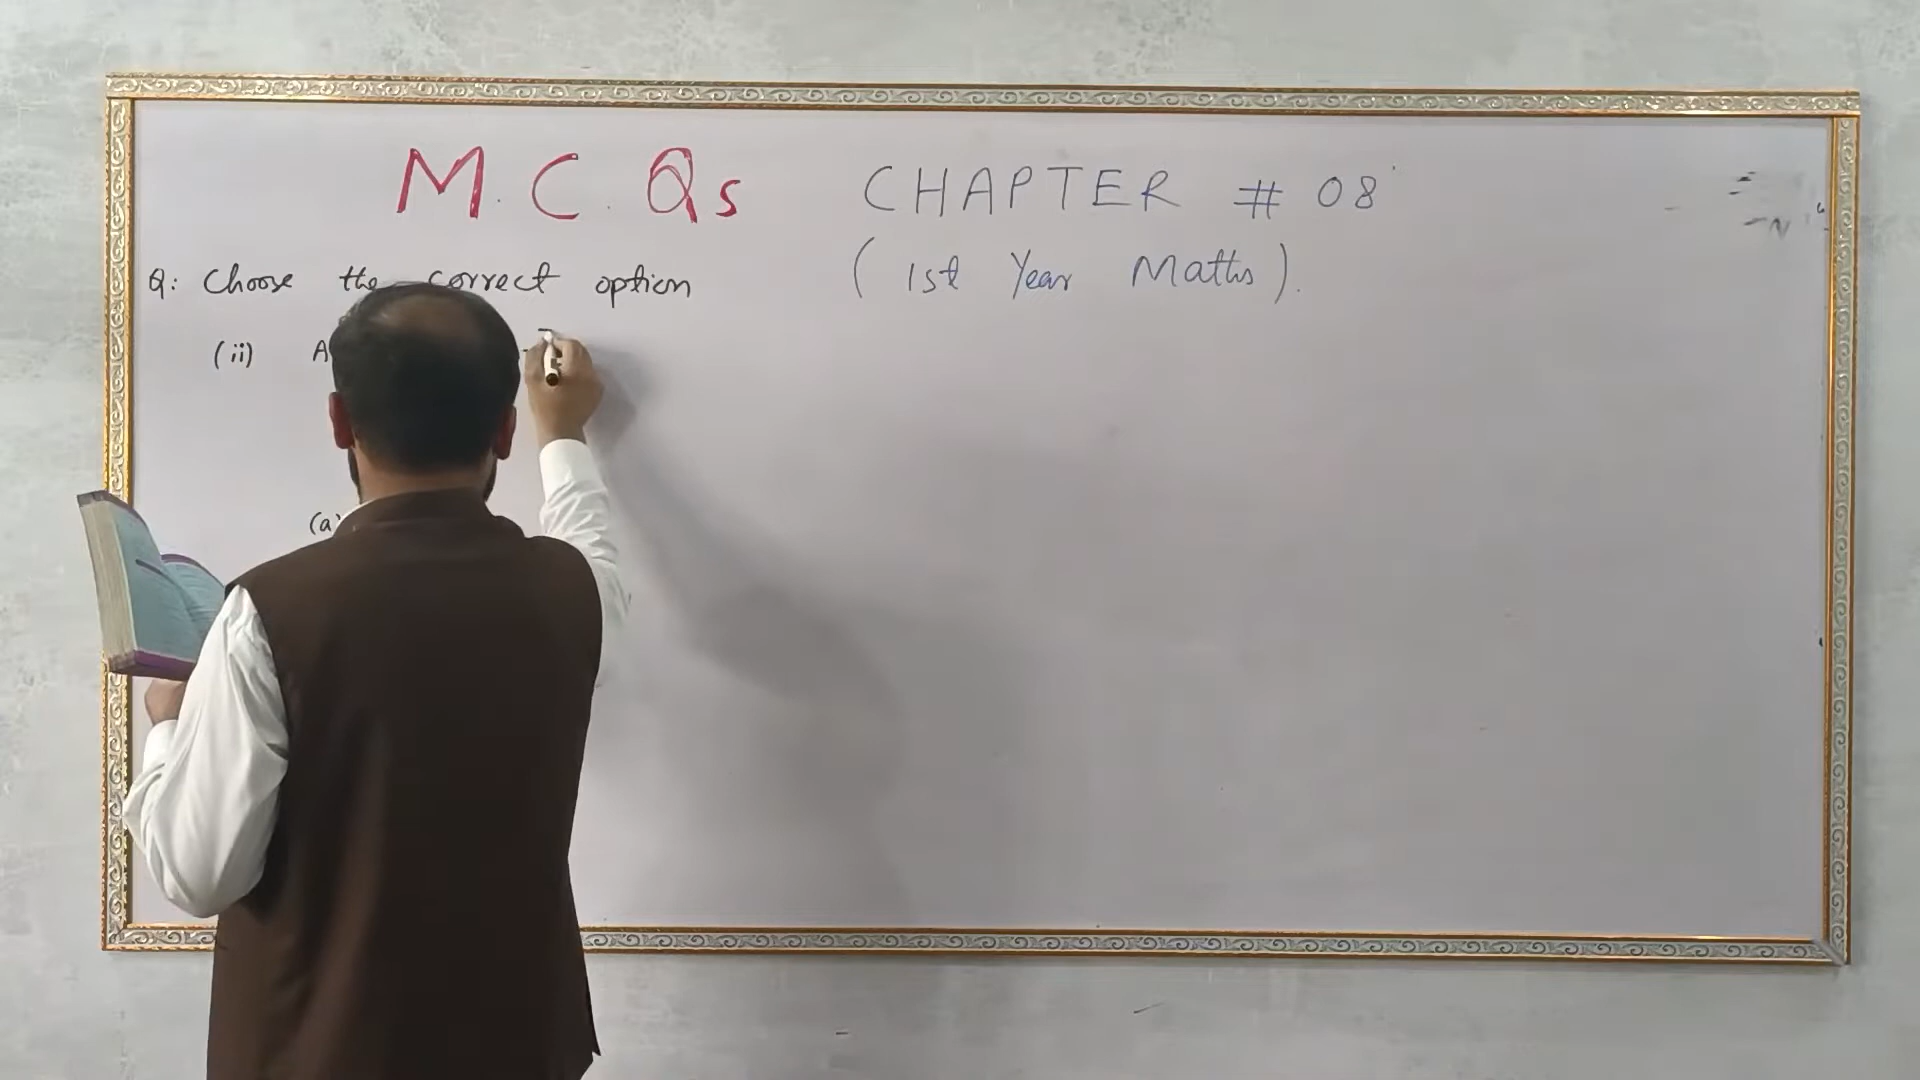 M.C.Qs CHAPTER # 08
(1st Year Maths).
Q: Choose the correct option
(ii) A
(a)